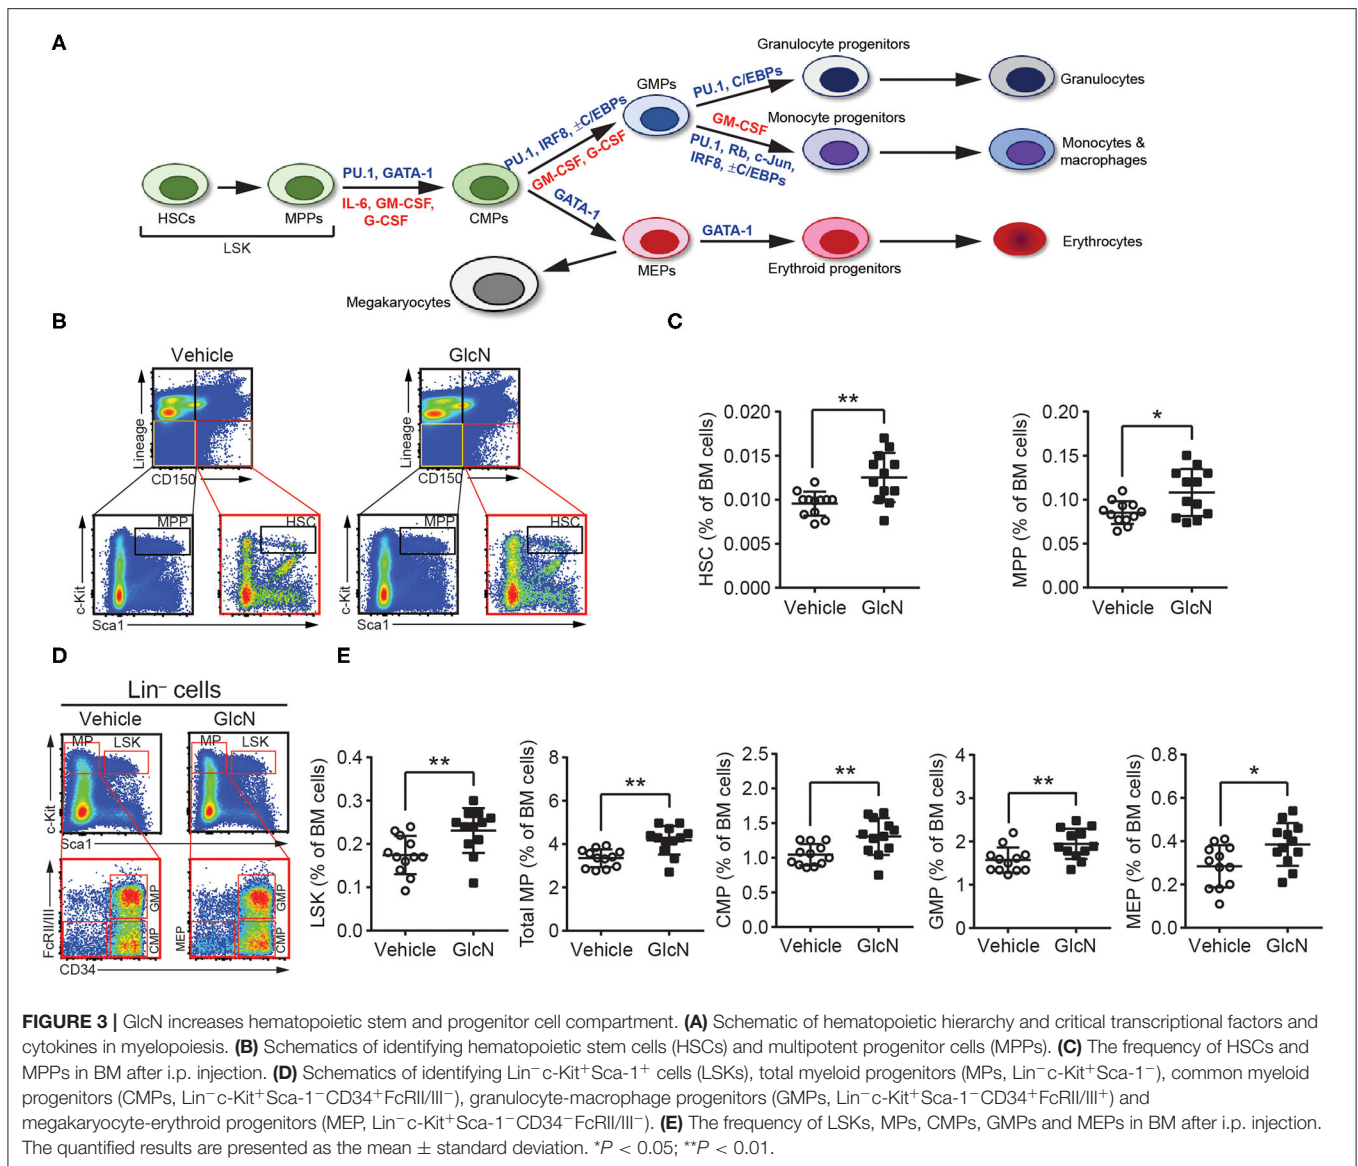 A
Granulocyte progenitors
GMPs
PU.1, C/EBPs
Granulocytes
PU.1, IRF8, ±C/EBPs
GM-CSF, G-CSF
GM-CSF
Monocyte progenitors
PU.1, Rb, c-Jun,
IRF8, ±C/EBPs
Monocytes &
macrophages
PU.1, GATA-1
IL-6, GM-CSF,
G-CSF
HSCs
MPPs
CMPs
LSK
GATA-1
GATA-1
MEPs
Erythroid progenitors
Erythrocytes
Megakaryocytes
B
Vehicle
GlcN
Lineage
CD150
Lineage
CD150
MPP
HSC
MPP
HSC
c-Kit
Sca1
c-Kit
Sca1
C
HSC (% of BM cells)
0.020
0.015
0.010
0.005
0.000
**
Vehicle
GlcN
MPP (% of BM cells)
0.20
0.15
0.10
0.05
0.00
*
Vehicle
GlcN
D
Lin⁻ cells
Vehicle
GlcN
MP
LSK
MP
LSK
c-Kit
Sca1
FcRII/III
CD34
GMP
CMP
MEP
GMP
CMP
E
LSK (% of BM cells)
0.4
0.3
0.2
0.1
0.0
**
Vehicle
GlcN
Total MP (% of BM cells)
8
6
4
2
0
**
Vehicle
GlcN
CMP (% of BM cells)
2.5
2.0
1.5
1.0
0.5
0.0
**
Vehicle
GlcN
GMP (% of BM cells)
4
3
2
1
0
**
Vehicle
GlcN
MEP (% of BM cells)
0.8
0.6
0.4
0.2
0.0
*
Vehicle
GlcN
FIGURE 3 | GlcN increases hematopoietic stem and progenitor cell compartment. (A) Schematic of hematopoietic hierarchy and critical transcriptional factors and
cytokines in myelopoiesis. (B) Schematics of identifying hematopoietic stem cells (HSCs) and multipotent progenitor cells (MPPs). (C) The frequency of HSCs and
MPPs in BM after i.p. injection. (D) Schematics of identifying Lin⁻c-Kit⁺Sca-1⁺ cells (LSKs), total myeloid progenitors (MPs, Lin⁻c-Kit⁺Sca-1⁻), common myeloid
progenitors (CMPs, Lin⁻c-Kit⁺Sca-1⁻CD34⁺FcRII/III⁻), granulocyte-macrophage progenitors (GMPs, Lin⁻c-Kit⁺Sca-1⁻CD34⁺FcRII/III⁺) and
megakaryocyte-erythroid progenitors (MEP, Lin⁻c-Kit⁺Sca-1⁻CD34⁻FcRII/III⁻). (E) The frequency of LSKs, MPs, CMPs, GMPs and MEPs in BM after i.p. injection.
The quantified results are presented as the mean ± standard deviation. *P < 0.05; **P < 0.01.